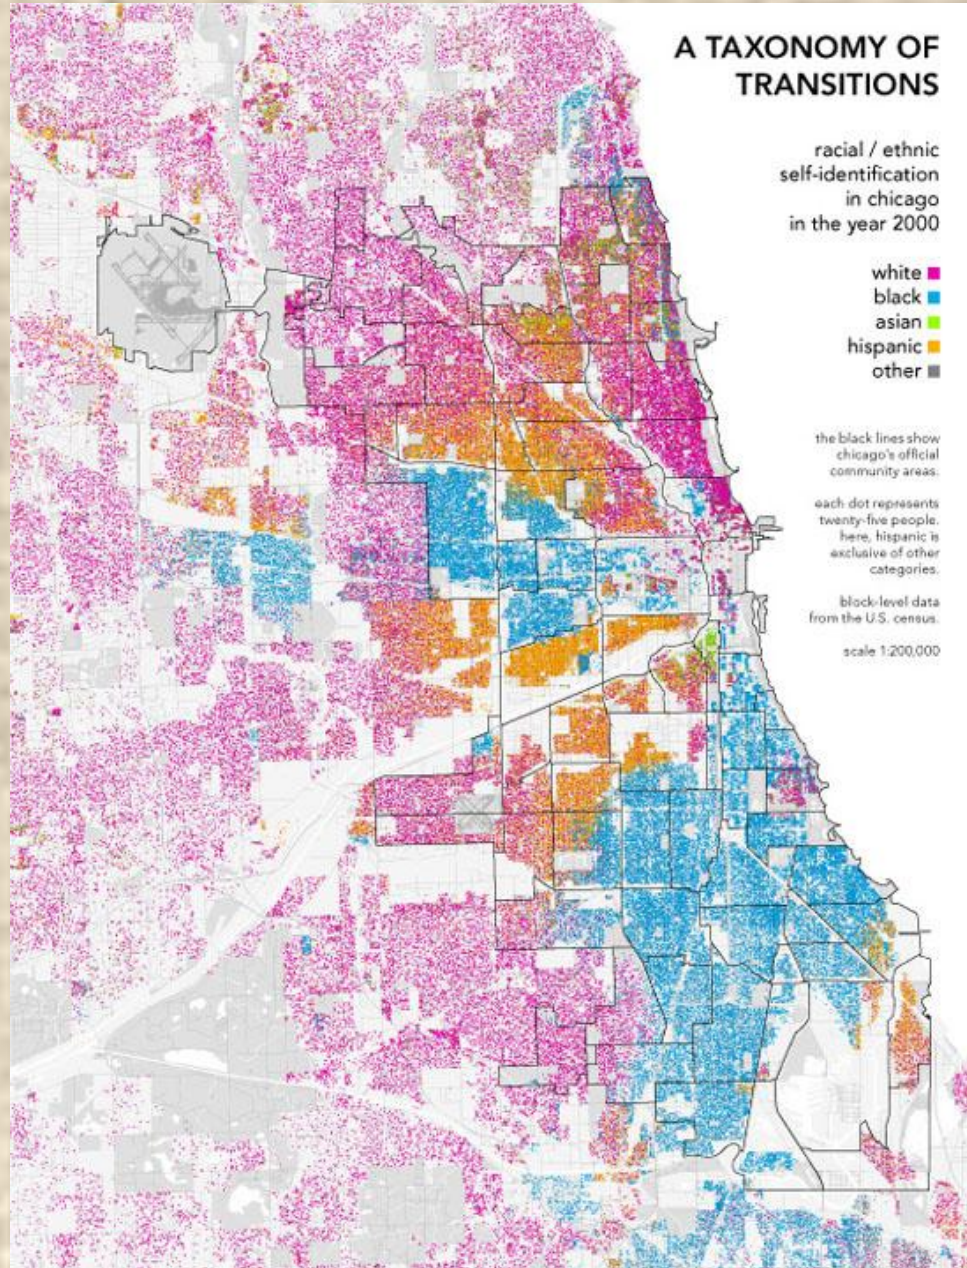 A TAXONOMY OF
TRANSITIONS
racial / ethnic
self-identification
in chicago
in the year 2000
white
black
asian
hispanic
other
the black lines show
chicago's official
community areas.
each dot represents
twenty-five people.
here, hispanic is
exclusive of other
categories.
block-level data
from the U.S. census.
scale 1:200,000